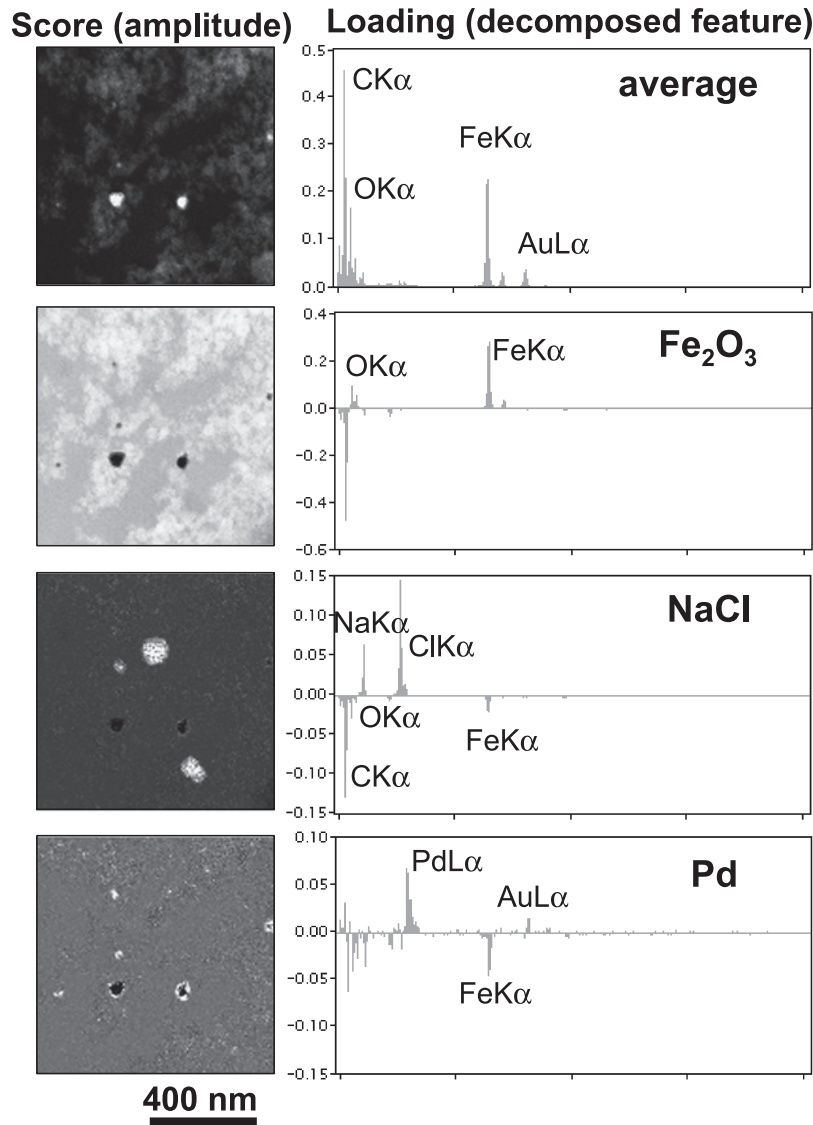 Score (amplitude) Loading (decomposed feature)
average
0.5
0.4
0.3
0.2
0.1
0.0
CKα
OKα
FeKα
AuLα
Fe₂O₃
0.4
0.2
0.0
−0.2
−0.4
−0.6
OKα
FeKα
NaCl
0.15
0.10
0.05
0.00
−0.05
−0.10
−0.15
NaKα
ClKα
OKα
FeKα
CKα
Pd
0.10
0.05
0.00
−0.05
−0.10
−0.15
PdLα
AuLα
FeKα
400 nm